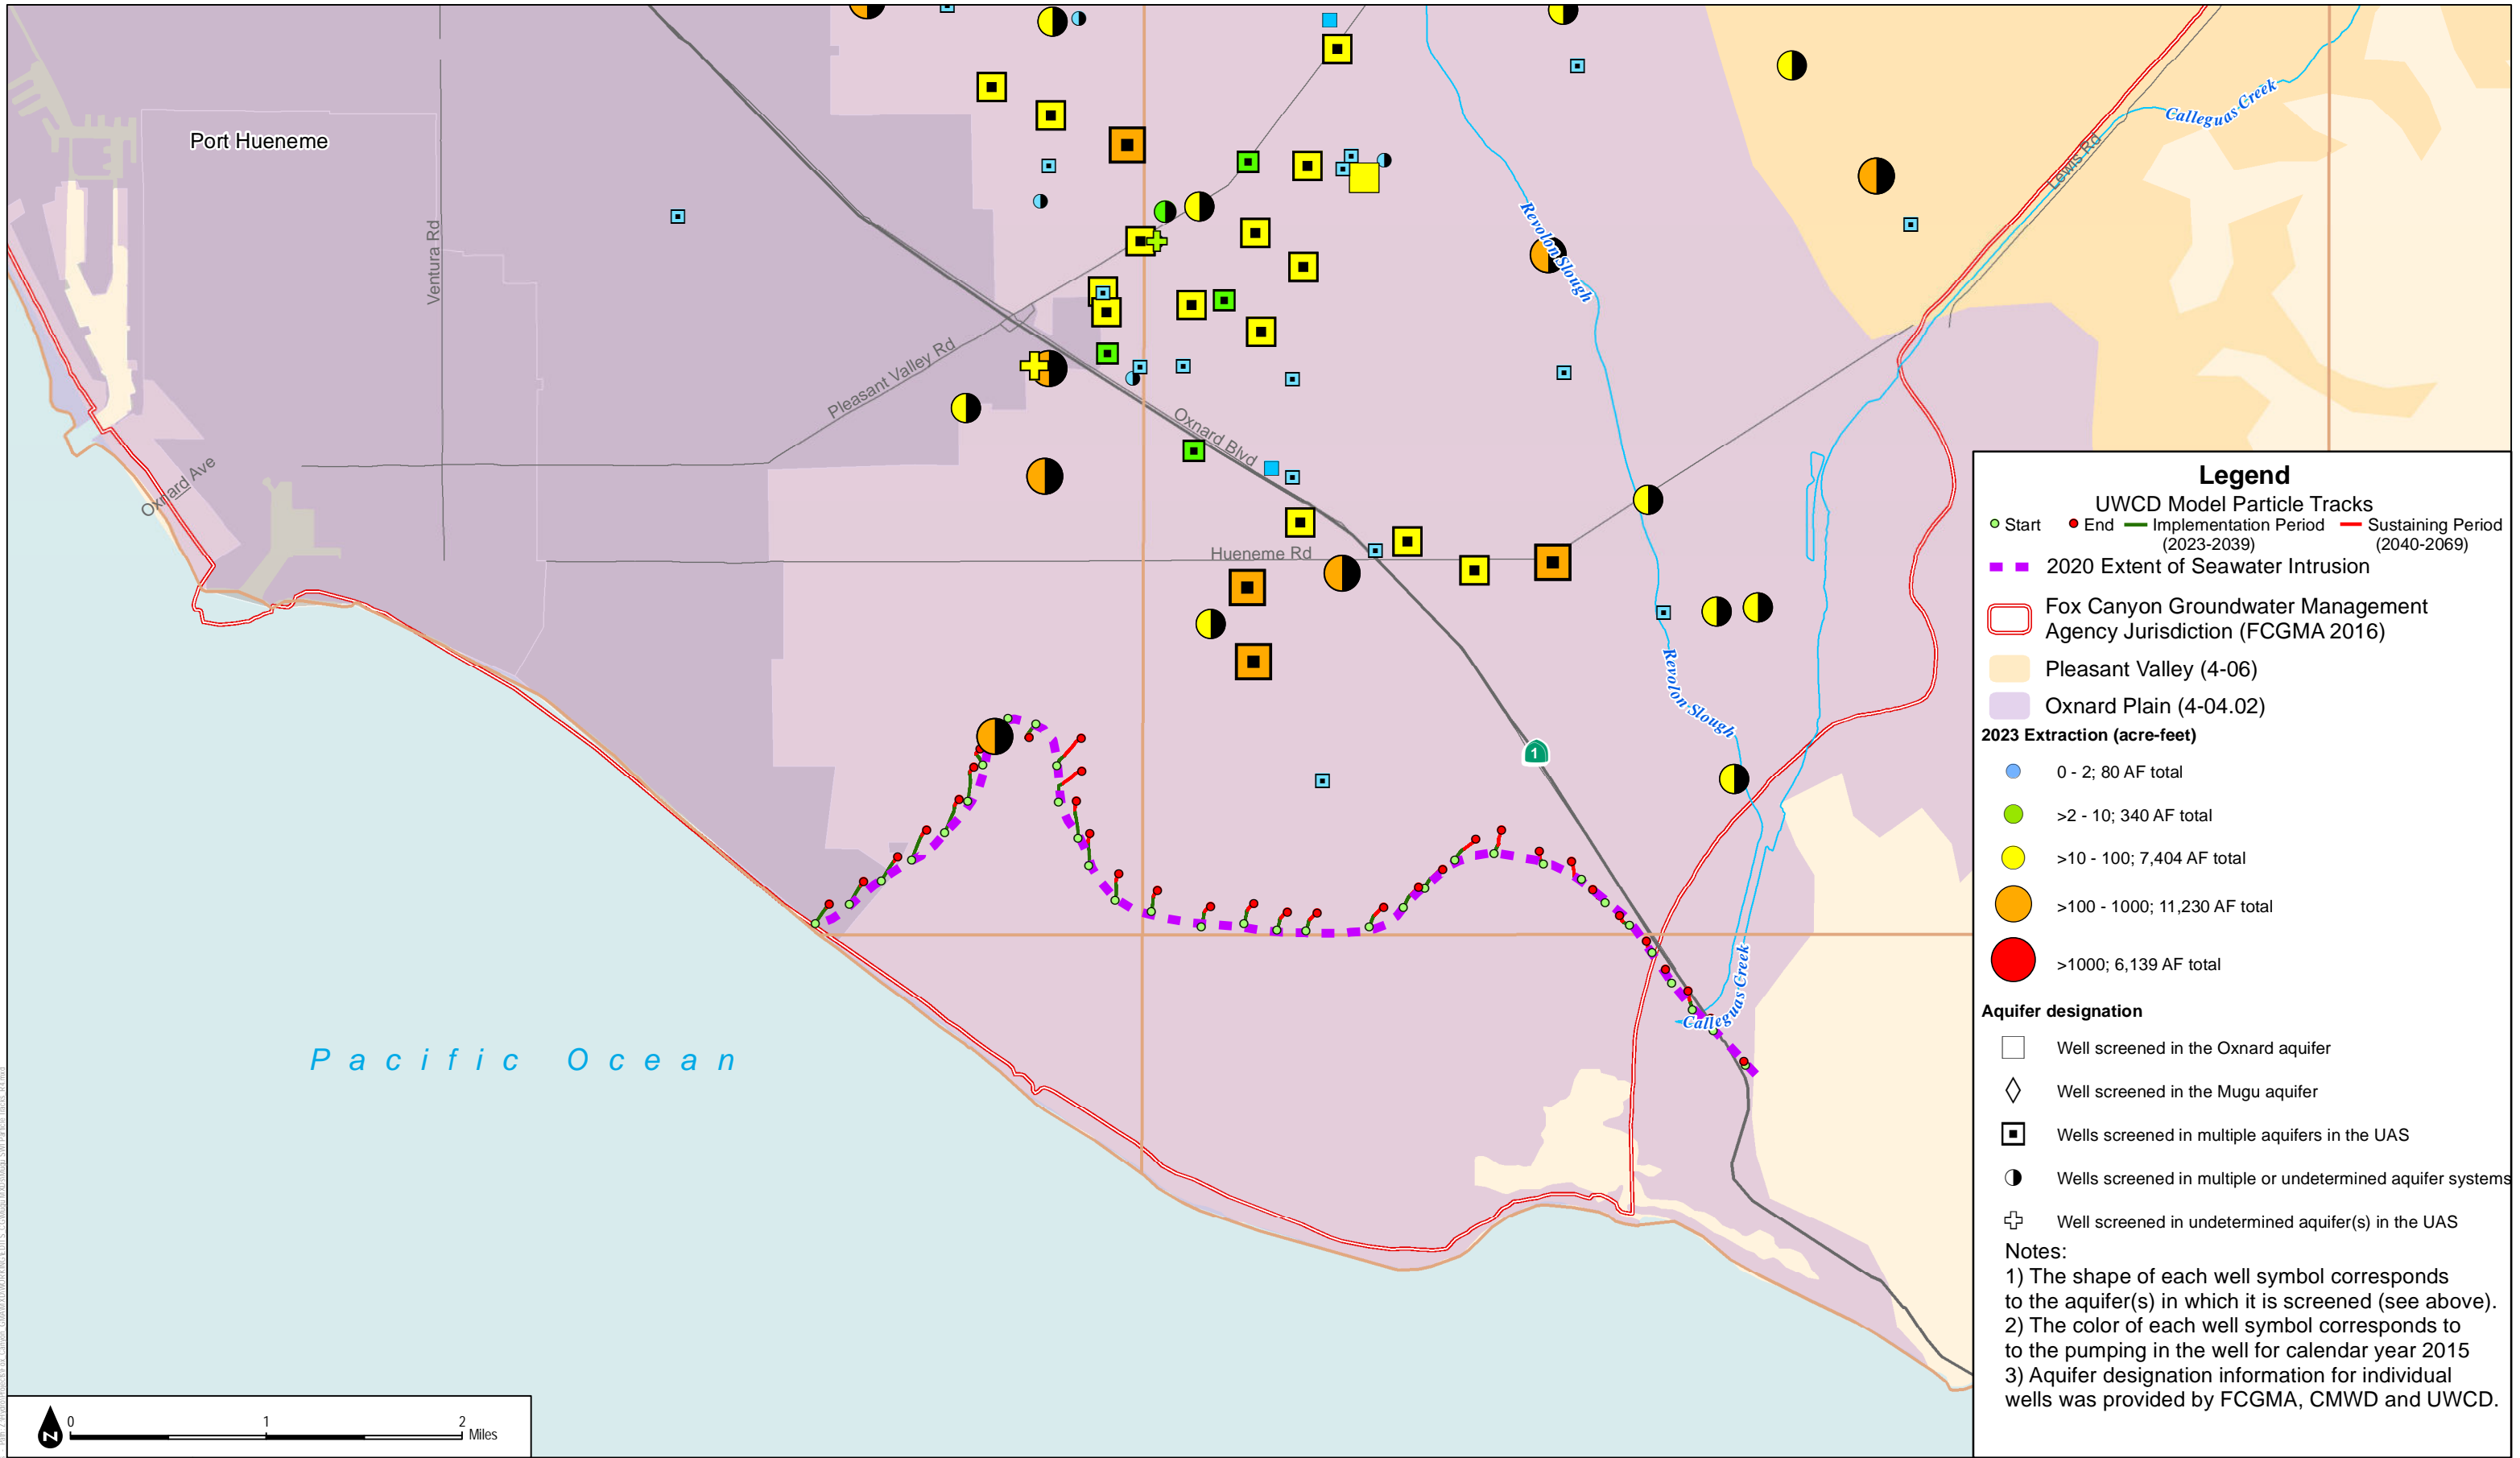 Port Hueneme
Ventura Rd
Oxnard Ave
Pleasant Valley Rd
Oxnard Blvd
Hueneme Rd
Revolon Slough
Revolon Slough
Calleguas Creek
Lewis Rd
1
Calleguas Creek
Pacific Ocean
N
0 1 2
Miles
Legend
UWCD Model Particle Tracks
Start End Implementation Period Sustaining Period
(2023-2039) (2040-2069)
2020 Extent of Seawater Intrusion
Fox Canyon Groundwater Management
Agency Jurisdiction (FCGMA 2016)
Pleasant Valley (4-06)
Oxnard Plain (4-04.02)
2023 Extraction (acre-feet)
0 - 2; 80 AF total
>2 - 10; 340 AF total
>10 - 100; 7,404 AF total
>100 - 1000; 11,230 AF total
>1000; 6,139 AF total
Aquifer designation
Well screened in the Oxnard aquifer
Well screened in the Mugu aquifer
Wells screened in multiple aquifers in the UAS
Wells screened in multiple or undetermined aquifer systems
Well screened in undetermined aquifer(s) in the UAS
Notes:
1) The shape of each well symbol corresponds
to the aquifer(s) in which it is screened (see above).
2) The color of each well symbol corresponds to
to the pumping in the well for calendar year 2015
3) Aquifer designation information for individual
wells was provided by FCGMA, CMWD and UWCD.